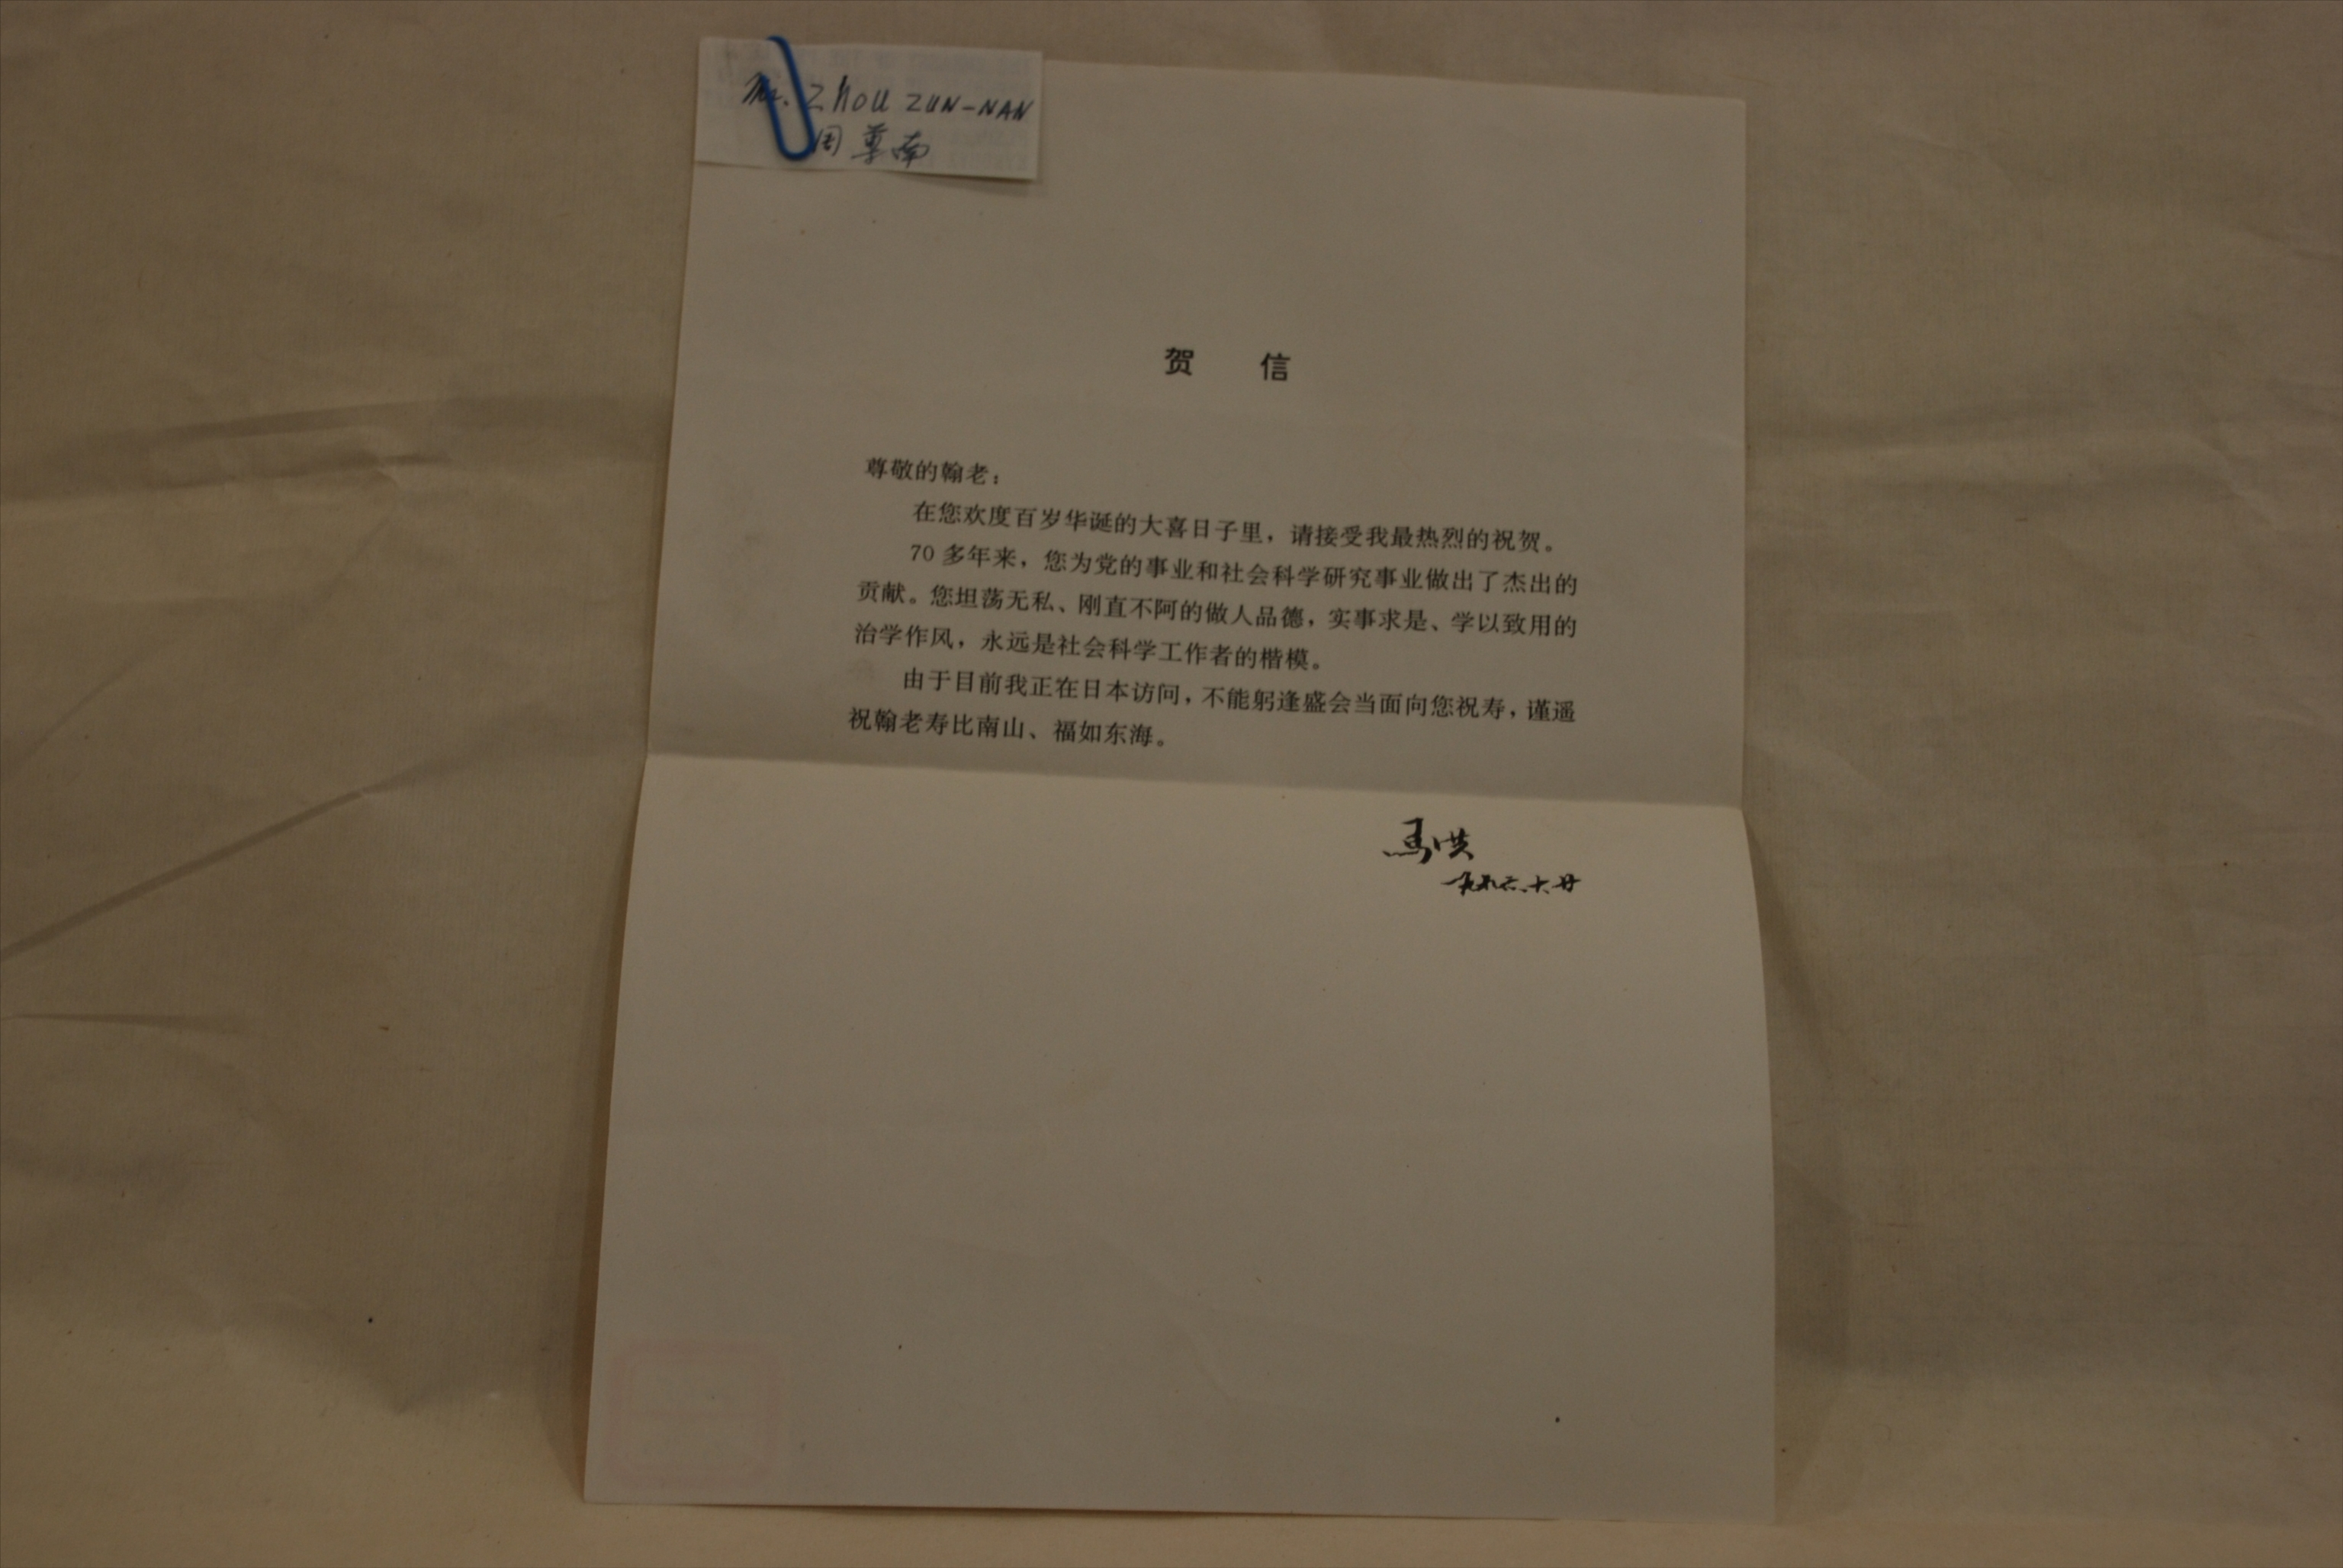 Mr. Zhou ZUN-NAN
周尊南
贺 信
尊敬的翰老：
在您欢度百岁华诞的大喜日子里，请接受我最热烈的祝贺。
70多年来，您为党的事业和社会科学研究事业做出了杰出的
贡献。您坦荡无私、刚直不阿的做人品德，实事求是、学以致用的
治学作风，永远是社会科学工作者的楷模。
由于目前我正在日本访问，不能躬逢盛会当面向您祝寿，谨遥
祝翰老寿比南山、福如东海。
馬洪
一九九六、十、廿